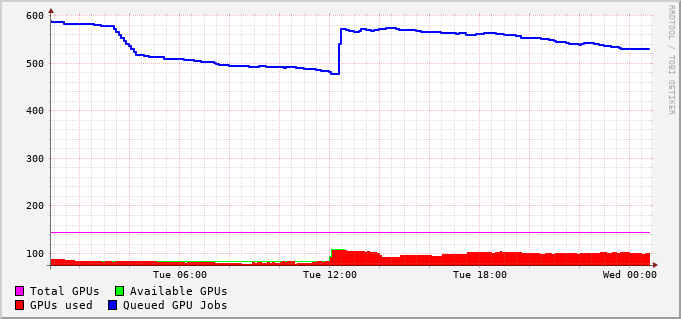 600
500
400
300
200
100
Tue 06:00 Tue 12:00 Tue 18:00 Wed 00:00
Total GPUs Available GPUs
GPUs used Queued GPU Jobs
RRDTOOL / TOBI OETIKER